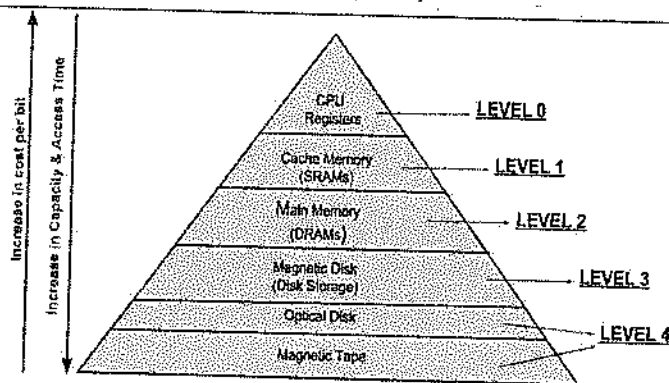 Increase in cost per bit
Increase in Capacity & Access Time
CPU
Registers
LEVEL 0
Cache Memory
(SRAMs)
LEVEL 1
Main Memory
(DRAMs)
LEVEL 2
Magnetic Disk
(Disk Storage)
LEVEL 3
Optical Disk
LEVEL 4
Magnetic Tape